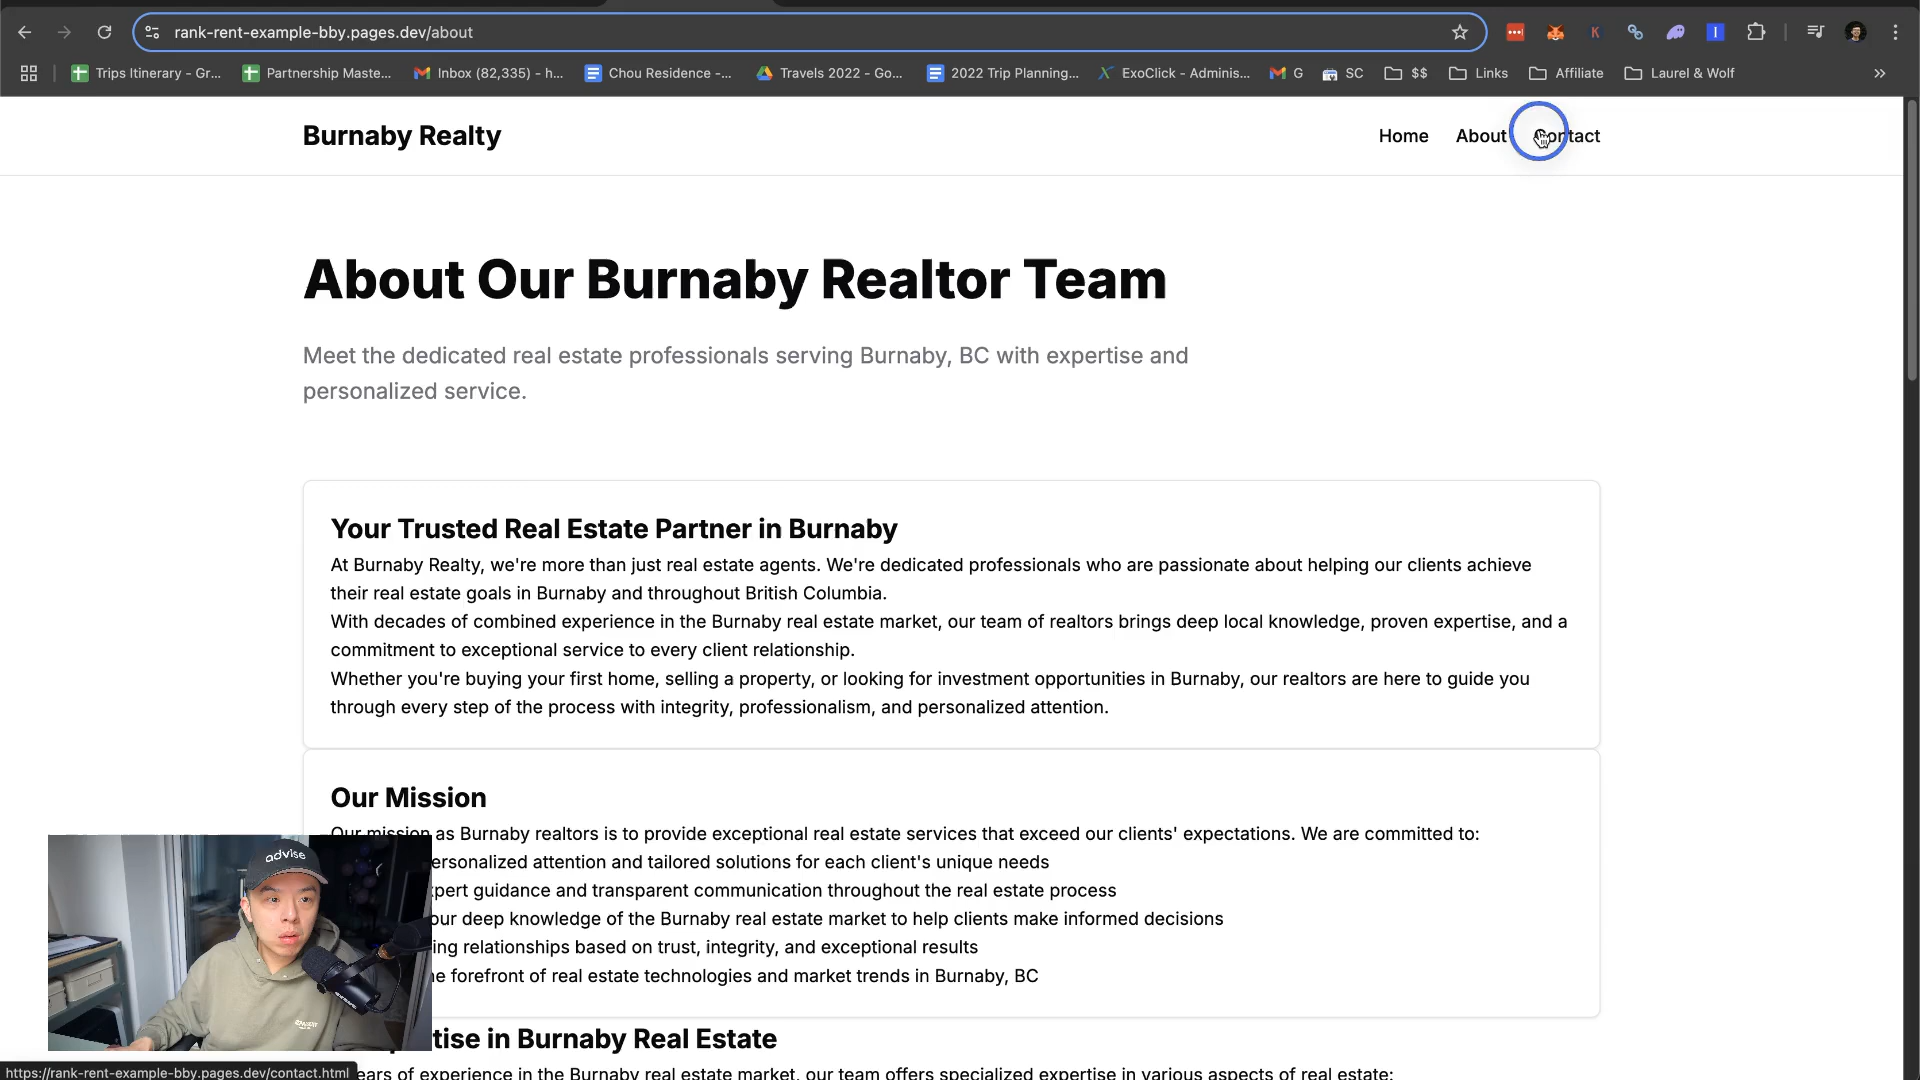 rank-rent-example-bby.pages.dev/about
Trips Itinerary - Gr... Partnership Maste... Inbox (82,335) - h... Chou Residence -... Travels 2022 - Go... 2022 Trip Planning... ExoClick - Adminis... G SC $$ Links Affiliate Laurel & Wolf
Burnaby Realty
Home About Contact
About Our Burnaby Realtor Team
Meet the dedicated real estate professionals serving Burnaby, BC with expertise and
personalized service.
Your Trusted Real Estate Partner in Burnaby
At Burnaby Realty, we're more than just real estate agents. We're dedicated professionals who are passionate about helping our clients achieve
their real estate goals in Burnaby and throughout British Columbia.
With decades of combined experience in the Burnaby real estate market, our team of realtors brings deep local knowledge, proven expertise, and a
commitment to exceptional service to every client relationship.
Whether you're buying your first home, selling a property, or looking for investment opportunities in Burnaby, our realtors are here to guide you
through every step of the process with integrity, professionalism, and personalized attention.
Our Mission
Our mission as Burnaby realtors is to provide exceptional real estate services that exceed our clients' expectations. We are committed to:
personalized attention and tailored solutions for each client's unique needs
expert guidance and transparent communication throughout the real estate process
our deep knowledge of the Burnaby real estate market to help clients make informed decisions
relationships based on trust, integrity, and exceptional results
forefront of real estate technologies and market trends in Burnaby, BC
in Burnaby Real Estate
of experience in the Burnaby real estate market, our team offers specialized expertise in various aspects of real estate:
advise
https://rank-rent-example-bby.pages.dev/contact.html